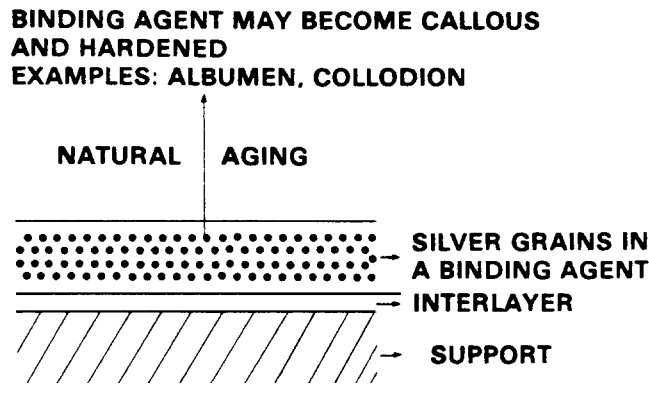 BINDING AGENT MAY BECOME CALLOUS
AND HARDENED
EXAMPLES: ALBUMEN, COLLODION
NATURAL AGING
SILVER GRAINS IN
A BINDING AGENT
INTERLAYER
SUPPORT